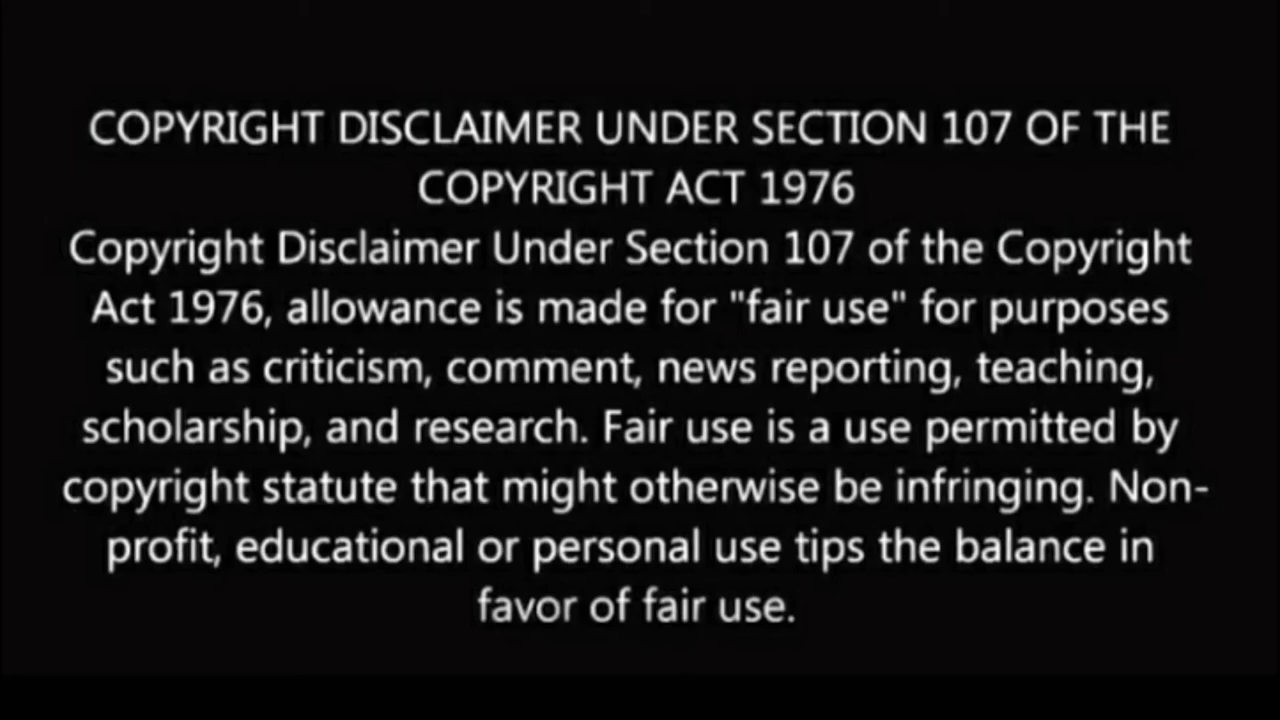 COPYRIGHT DISCLAIMER UNDER SECTION 107 OF THE
COPYRIGHT ACT 1976
Copyright Disclaimer Under Section 107 of the Copyright
Act 1976, allowance is made for "fair use" for purposes
such as criticism, comment, news reporting, teaching,
scholarship, and research. Fair use is a use permitted by
copyright statute that might otherwise be infringing. Non-
profit, educational or personal use tips the balance in
favor of fair use.